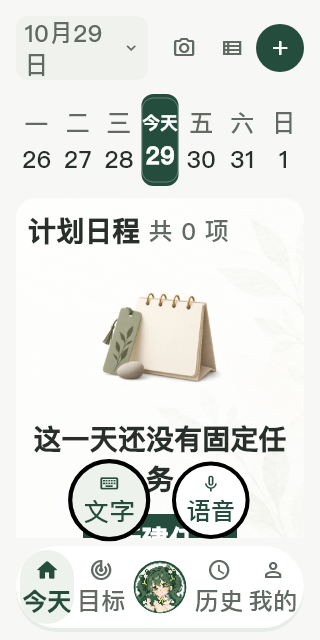 10月29
日
一 二 三 今天 五 六 日
26 27 28 29 30 31 1
计划日程 共 0 项
这一天还没有固定任
务
文字 语音
今天 目标 历史 我的